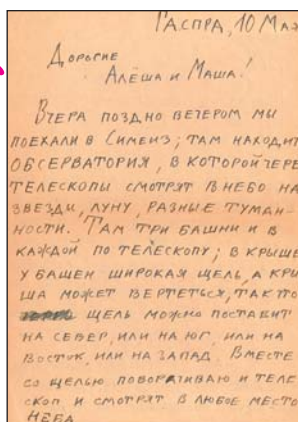 ГАСПРА, 10 МАЯ
ДОРОГИЕ
АЛЁША И МАША!
ВЧЕРА ПОЗДНО ВЕЧЕРОМ МЫ
ПОЕХАЛИ В СИМЕИЗ; ТАМ НАХОДИТ
ОБСЕРВАТОРИЯ, В КОТОРОЙ ЧЕРЕ
ТЕЛЕСКОПЫ СМОТРЯТ В НЕБО НА
ЗВЕЗДЫ, ЛУНУ, РАЗНЫЕ ТУМАН-
НОСТИ. ТАМ ТРИ БАШНИ И В
КАЖДОЙ ПО ТЕЛЕСКОПУ; В КРЫШЕ
У БАШЕН ШИРОКАЯ ЩЕЛЬ, А КРЫ
ША МОЖЕТ ВЕРТЕТЬСЯ, ТАК ЧТО
ЩЕЛЬ МОЖНО ПОСТАВИТ
НА СЕВЕР, ИЛИ НА ЮГ, ИЛИ НА
ВОСТОК, ИЛИ НА ЗАПАД. ВМЕСТЕ
СО ЩЕЛЬЮ ПОВОРАЧИВАЮ И ТЕЛЕ
СКОП И СМОТРЯТ В ЛЮБОЕ МЕСТО
НЕБА